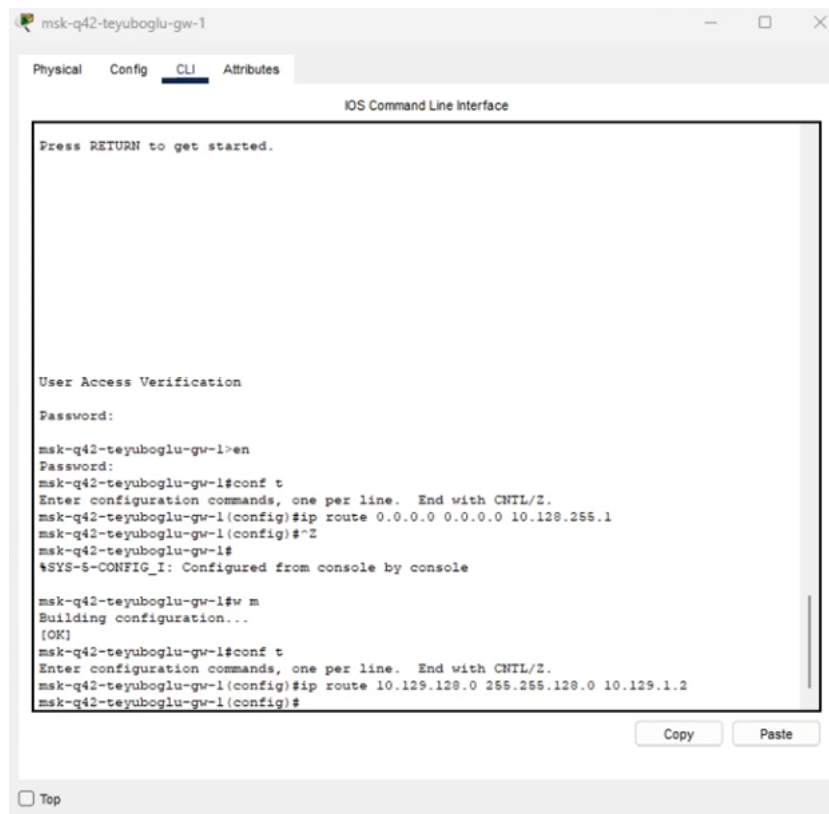 msk-q42-teyuboglu-gw-1
Physical Config CLI Attributes
IOS Command Line Interface
Press RETURN to get started.
User Access Verification
Password:
msk-q42-teyuboglu-gw-1>en
Password:
msk-q42-teyuboglu-gw-1#conf t
Enter configuration commands, one per line.  End with CNTL/Z.
msk-q42-teyuboglu-gw-1(config)#ip route 0.0.0.0 0.0.0.0 10.128.255.1
msk-q42-teyuboglu-gw-1(config)#^Z
msk-q42-teyuboglu-gw-1#
%SYS-5-CONFIG_I: Configured from console by console
msk-q42-teyuboglu-gw-1#w m
Building configuration...
[OK]
msk-q42-teyuboglu-gw-1#conf t
Enter configuration commands, one per line.  End with CNTL/Z.
msk-q42-teyuboglu-gw-1(config)#ip route 10.129.128.0 255.255.128.0 10.129.1.2
msk-q42-teyuboglu-gw-1(config)#
Copy Paste
Top